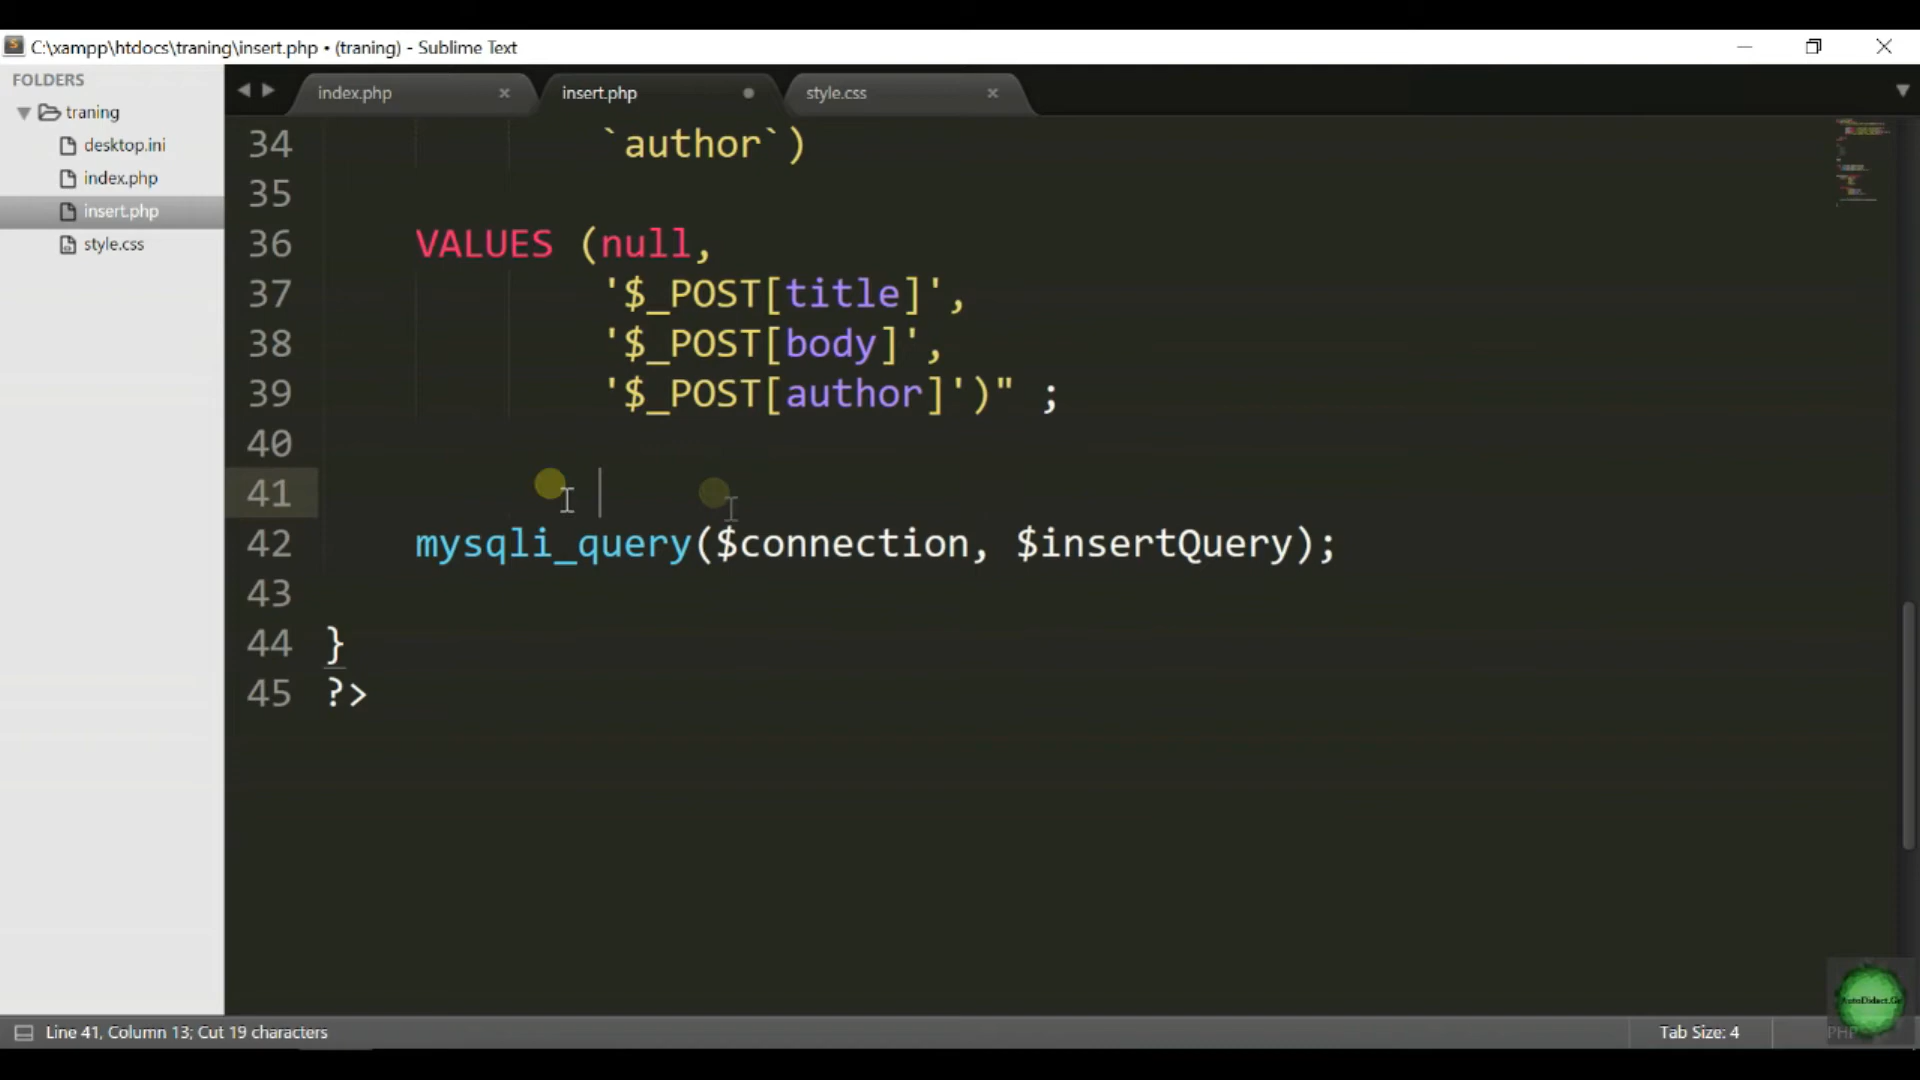 C:\xampp\htdocs\traning\insert.php • (traning) - Sublime Text
FOLDERS
traning
desktop.ini
index.php
insert.php
style.css
index.php
insert.php
style.css
34 `author`)
35
36 VALUES (null,
37 '$_POST[title]',
38 '$_POST[body]',
39 '$_POST[author]')" ;
40
41
42 mysqli_query($connection, $insertQuery);
43
44 }
45 ?>
AutoDidact.Ge
Line 41, Column 13; Cut 19 characters
Tab Size: 4
PHP